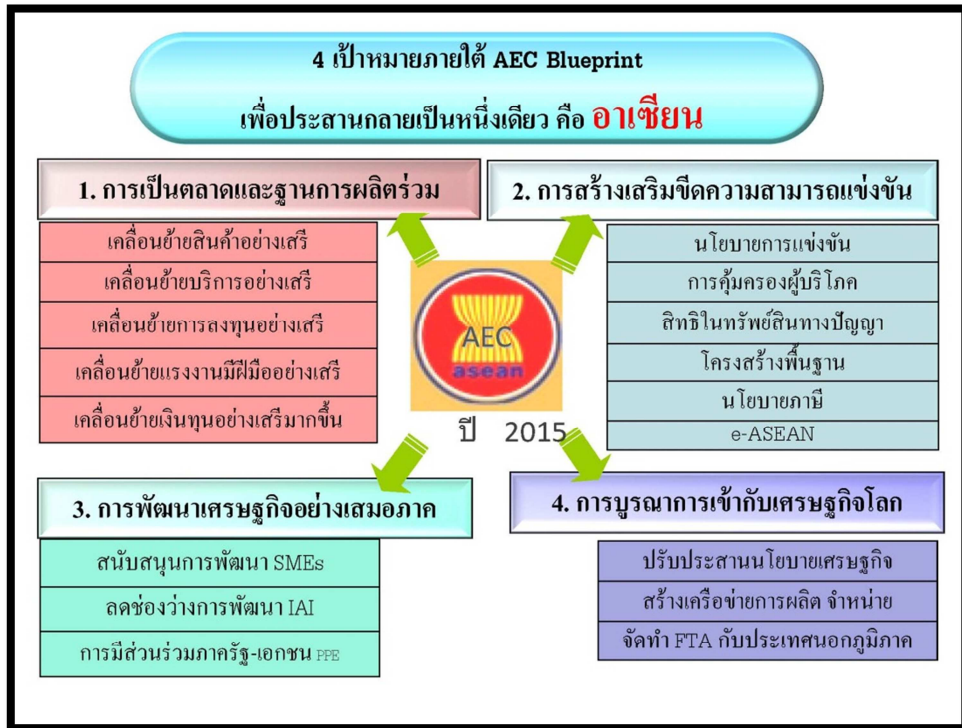 4 เป้าหมายภายใต้ AEC Blueprint
เพื่อประสานกลายเป็นหนึ่งเดียว คือ อาเซียน
1. การเป็นตลาดและฐานการผลิตร่วม
เคลื่อนย้ายสินค้าอย่างเสรี
เคลื่อนย้ายบริการอย่างเสรี
เคลื่อนย้ายการลงทุนอย่างเสรี
เคลื่อนย้ายแรงงานมีฝีมืออย่างเสรี
เคลื่อนย้ายเงินทุนอย่างเสรีมากขึ้น
2. การสร้างเสริมขีดความสามารถแข่งขัน
นโยบายการแข่งขัน
การคุ้มครองผู้บริโภค
สิทธิในทรัพย์สินทางปัญญา
โครงสร้างพื้นฐาน
นโยบายภาษี
e-ASEAN
AEC
asean
ปี 2015
3. การพัฒนาเศรษฐกิจอย่างเสมอภาค
สนับสนุนการพัฒนา SMEs
ลดช่องว่างการพัฒนา IAI
การมีส่วนร่วมภาครัฐ-เอกชน PPE
4. การบูรณาการเข้ากับเศรษฐกิจโลก
ปรับประสานนโยบายเศรษฐกิจ
สร้างเครือข่ายการผลิต จำหน่าย
จัดทำ FTA กับประเทศนอกภูมิภาค